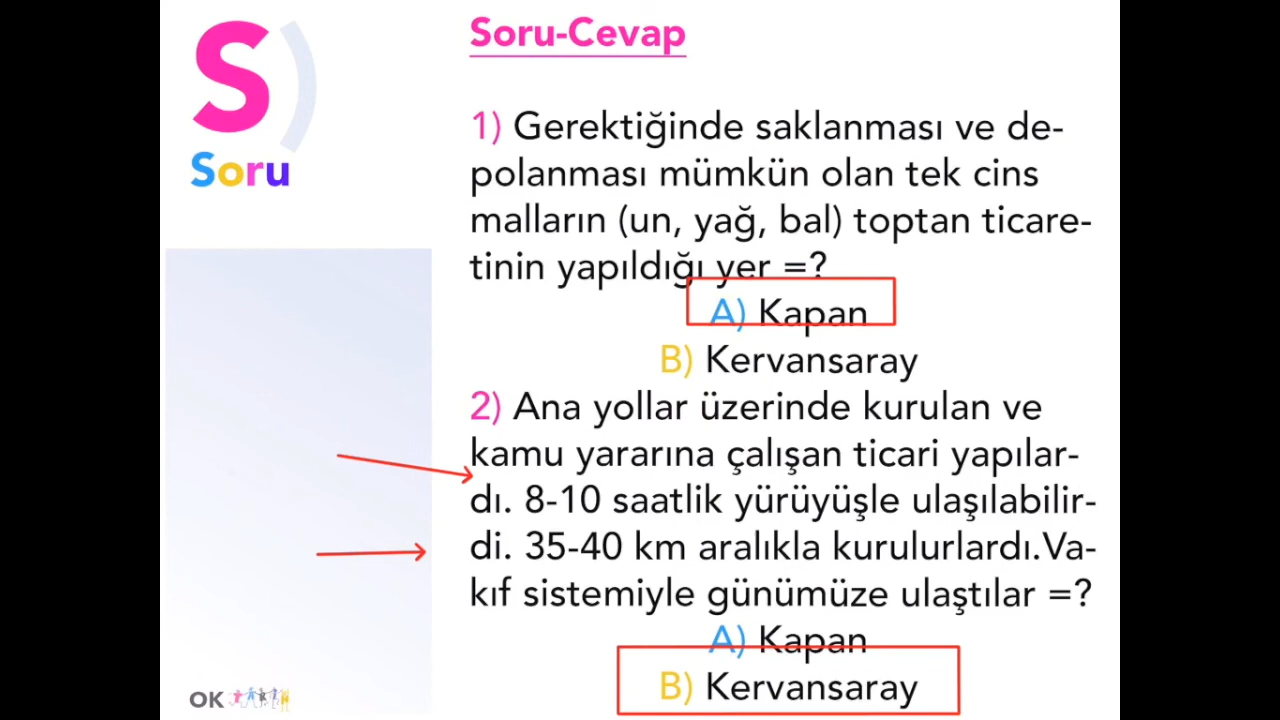 S)
Soru
Soru-Cevap
1) Gerektiğinde saklanması ve de-
polanması mümkün olan tek cins
malların (un, yağ, bal) toptan ticare-
tinin yapıldığı yer =?
A) Kapan
B) Kervansaray
2) Ana yollar üzerinde kurulan ve
kamu yararına çalışan ticari yapılar-
dı. 8-10 saatlik yürüyüşle ulaşılabilir-
di. 35-40 km aralıkla kurulurlardı.Va-
kıf sistemiyle günümüze ulaştılar =?
A) Kapan
B) Kervansaray
OK